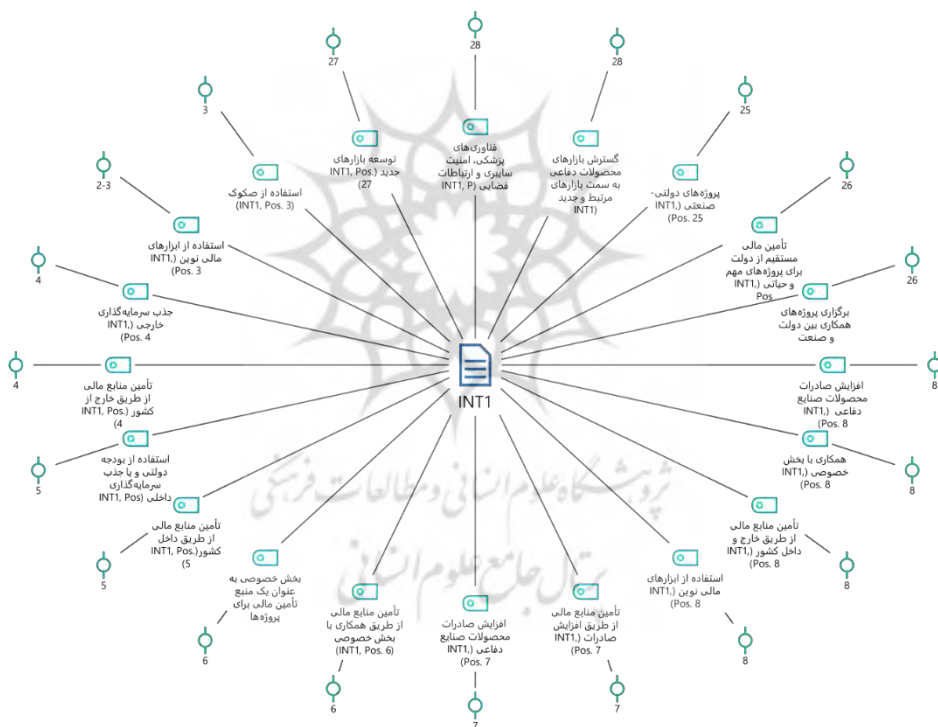 28
فناوری‌های
پزشکی، امنیت
سایبری و ارتباطات
فضایی (INT1, P
28
گسترش بازارهای
محصولات دفاعی
به سمت بازارهای
مرتبط و جدید
(INT1
25
پروژه‌های دولتی-
صنعتی (INT1,
Pos. 25
26
تأمین مالی
مستقیم از دولت
برای پروژه‌های مهم
و حیاتی (INT1,
Pos
26
برگزاری پروژه‌های
همکاری بین دولت
و صنعت
8
افزایش صادرات
محصولات صنایع
دفاعی (INT1,
Pos. 8)
8
همکاری با بخش
خصوصی (INT1,
Pos. 8)
8
تأمین منابع مالی
از طریق خارج و
داخل کشور (INT1,
Pos. 8)
8
استفاده از ابزارهای
مالی نوین (INT1,
Pos. 8)
7
تأمین منابع مالی
از طریق افزایش
صادرات (INT1,
Pos. 7)
7
افزایش صادرات
محصولات صنایع
دفاعی (INT1,
Pos. 7)
6
تأمین منابع مالی
از طریق همکاری با
بخش خصوصی
(INT1, Pos. 6)
6
بخش خصوصی به
عنوان یک منبع
تأمین مالی برای
پروژه‌ها
5
تأمین منابع مالی
از طریق داخل
کشور (INT1, Pos.
5)
5
استفاده از بودجه
دولتی و یا جذب
سرمایه‌گذاری
داخلی (INT1, Pos
4
تأمین منابع مالی
از طریق خارج از
کشور (INT1, Pos.
4)
4
جذب سرمایه‌گذاری
خارجی (INT1,
Pos. 4)
2-3
استفاده از ابزارهای
مالی نوین (INT1,
Pos. 3)
3
استفاده از صکوک
(INT1, Pos. 3)
27
توسعه بازارهای
جدید (INT1, Pos.
27)
INT1
پژوهشگاه علوم انسانی و مطالعات فرهنگی
پرتال جامع علوم انسانی